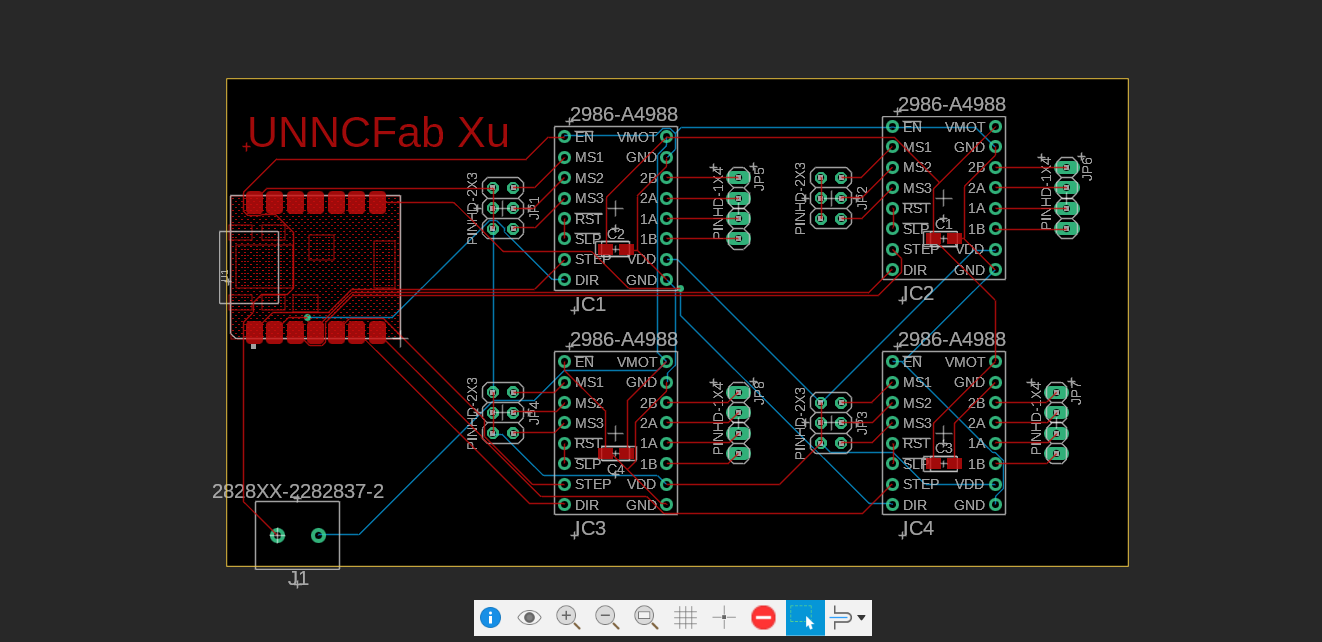 UNNCFab Xu
2986-A4988
EN
MS1
MS2
MS3
RST
SLP
STEP
DIR
VMOT
GND
2B
2A
1A
1B
VDD
GND
C2
IC1
2986-A4988
EN
MS1
MS2
MS3
RST
SLP
STEP
DIR
VMOT
GND
2B
2A
1A
1B
VDD
GND
C1
IC2
PINHD-2X3
JP1
PINHD-1X4
JP5
PINHD-2X3
JP2
PINHD-1X4
JP6
2986-A4988
EN
MS1
MS2
MS3
RST
SLP
STEP
DIR
VMOT
GND
2B
2A
1A
1B
VDD
GND
C4
IC3
2986-A4988
EN
MS1
MS2
MS3
RST
SLP
STEP
DIR
VMOT
GND
2B
2A
1A
1B
VDD
GND
C3
IC4
PINHD-2X3
JP4
PINHD-1X4
JP8
PINHD-2X3
JP3
PINHD-1X4
JP7
2828XX-2282837-2
J1